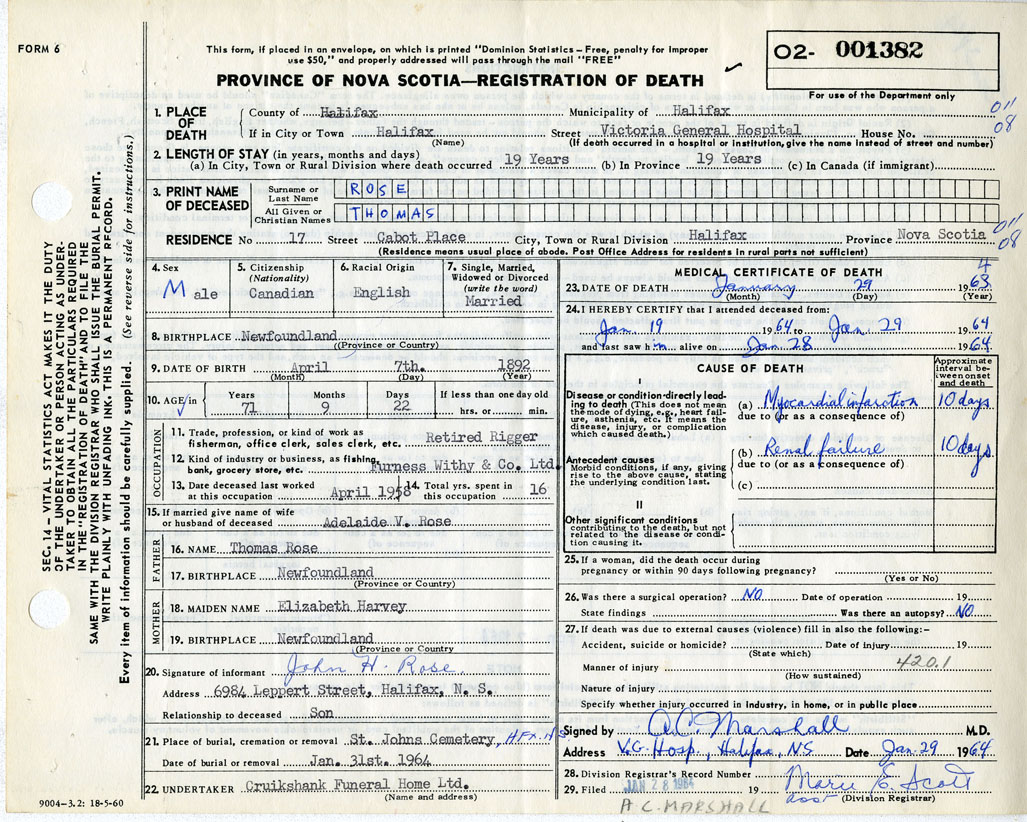 FORM 6
This form, if placed in an envelope, on which is printed "Dominion Statistics – Free, penalty for improper
use $50," and properly addressed will pass through the mail "FREE"
PROVINCE OF NOVA SCOTIA—REGISTRATION OF DEATH
O2- 001382
For use of the Department only
SEC. 14 – VITAL STATISTICS ACT MAKES IT THE DUTY
OF THE UNDERTAKER OR PERSON ACTING AS UNDER-
TAKER TO OBTAIN ALL THE PARTICULARS REQUIRED
IN THE "REGISTRATION OF DEATH" AND TO FILE THE
SAME WITH THE DIVISION REGISTRAR WHO SHALL ISSUE THE BURIAL PERMIT.
WRITE PLAINLY WITH UNFADING INK. THIS IS A PERMANENT RECORD.
Every item of information should be carefully supplied. (See reverse side for instructions.)
1. PLACE OF DEATH
County of Halifax Municipality of Halifax 011
If in City or Town Halifax Street Victoria General Hospital House No. 08
(Name) (If death occurred in a hospital or institution, give the name instead of street and number)
2. LENGTH OF STAY (in years, months and days)
(a) In City, Town or Rural Division where death occurred 19 Years (b) In Province 19 Years (c) In Canada (if immigrant)
3. PRINT NAME OF DECEASED
Surname or Last Name ROSE
All Given or Christian Names THOMAS
RESIDENCE No 17 Street Cabot Place City, Town or Rural Division Halifax Province Nova Scotia 011 08
(Residence means usual place of abode. Post Office Address for residents in rural parts not sufficient)
4. Sex Male
5. Citizenship (Nationality) Canadian
6. Racial Origin English
7. Single, Married, Widowed or Divorced (write the word) Married
8. BIRTHPLACE Newfoundland
(Province or Country)
9. DATE OF BIRTH April 7th. 1892
(Month) (Day) (Year)
10. AGE in Years Months Days If less than one day old
71 9 22 hrs. or min.
OCCUPATION
11. Trade, profession, or kind of work as
fisherman, office clerk, sales clerk, etc. Retired Rigger
12. Kind of industry or business, as fishing,
bank, grocery store, etc. Furness Withy & Co. Ltd.
13. Date deceased last worked
at this occupation April 1958
14. Total yrs. spent in
this occupation 16
15. If married give name of wife
or husband of deceased Adelaide V. Rose
FATHER
16. NAME Thomas Rose
17. BIRTHPLACE Newfoundland
(Province or Country)
MOTHER
18. MAIDEN NAME Elizabeth Harvey
19. BIRTHPLACE Newfoundland
(Province or Country)
20. Signature of informant John H. Rose
Address 6984 Leppert Street, Halifax, N. S.
Relationship to deceased Son
21. Place of burial, cremation or removal St. Johns Cemetery, HFx. N.S.
Date of burial or removal Jan. 31st. 1964
22. UNDERTAKER Cruikshank Funeral Home Ltd.
(Name and address)
9004–3.2: 18-5-60
MEDICAL CERTIFICATE OF DEATH
4
23. DATE OF DEATH January 29 1963
(Month) (Day) (Year)
24. I HEREBY CERTIFY that I attended deceased from:
Jan. 19 1964 to Jan. 29 1964
and last saw him alive on Jan 28 1964
CAUSE OF DEATH
Approximate interval between onset and death
I
Disease or condition directly lead-
ing to death (This does not mean
the mode of dying, e.g., heart fail-
ure, asthenia, etc. It means the
disease, injury, or complication
which caused death.)
(a) Myocardial infarction 10 days
due to (or as a consequence of)
Antecedent causes
Morbid conditions, if any, giving
rise to the above cause, stating
the underlying condition last.
(b) Renal failure 10 days
due to (or as a consequence of)
(c)
II
Other significant conditions
contributing to the death, but not
related to the disease or condi-
tion causing it.
25. If a woman, did the death occur during
pregnancy or within 90 days following pregnancy?
(Yes or No)
26. Was there a surgical operation? NO Date of operation 19
State findings Was there an autopsy? NO
27. If death was due to external causes (violence) fill in also the following:–
Accident, suicide or homicide? Date of injury 19
(State which)
Manner of injury 420.1
(How sustained)
Nature of injury
Specify whether injury occurred in industry, in home, or in public place
Signed by A.C. Marshall M.D.
Address V.G. Hosp., Halifax, NS Date Jan. 29 1964
28. Division Registrar's Record Number
29. Filed JAN 28 1964 19 Marie E. Scott
Asst (Division Registrar)
A C. MARSHALL